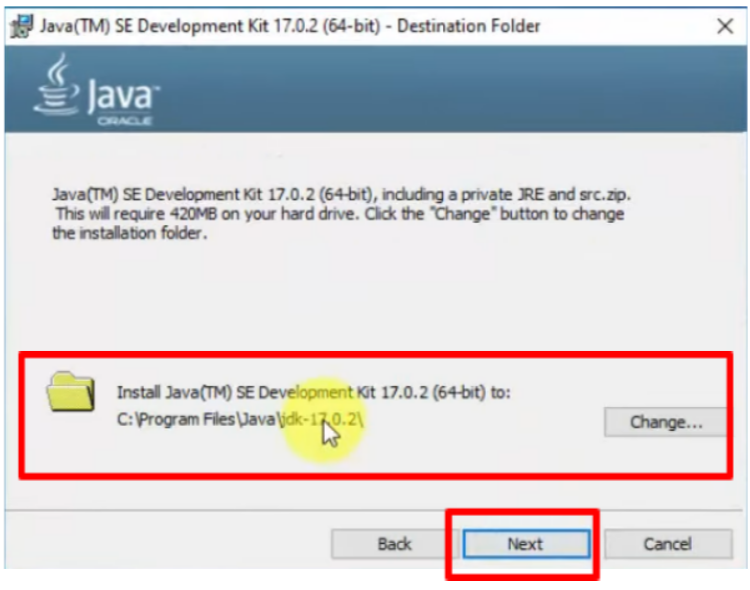 Java(TM) SE Development Kit 17.0.2 (64-bit) - Destination Folder
Java™
ORACLE
Java(TM) SE Development Kit 17.0.2 (64-bit), including a private JRE and src.zip.
This will require 420MB on your hard drive. Click the "Change" button to change
the installation folder.
Install Java(TM) SE Development Kit 17.0.2 (64-bit) to:
C:\Program Files\Java\jdk-17.0.2\
Change...
Back
Next
Cancel